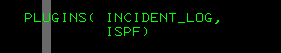 PLUGINS( INCIDENT_LOG,
ISPF)